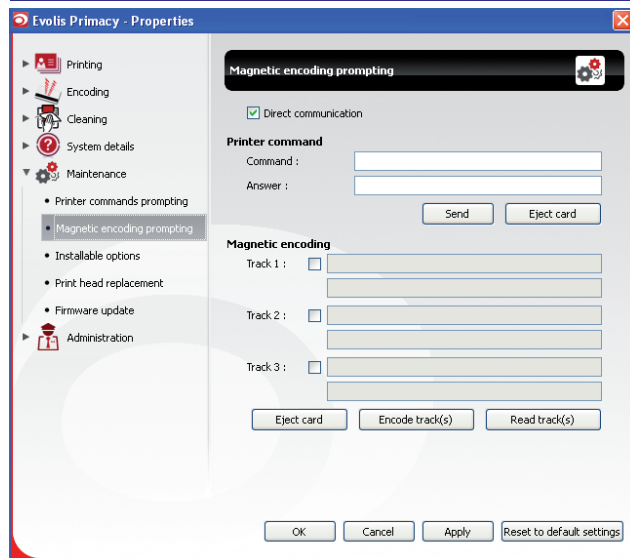 Evolis Primacy - Properties
Printing
Encoding
Cleaning
System details
Maintenance
Printer commands prompting
Magnetic encoding prompting
Installable options
Print head replacement
Firmware update
Administration
Magnetic encoding prompting
Direct communication
Printer command
Command :
Answer :
Send Eject card
Magnetic encoding
Track 1 :
Track 2 :
Track 3 :
Eject card Encode track(s) Read track(s)
OK Cancel Apply Reset to default settings